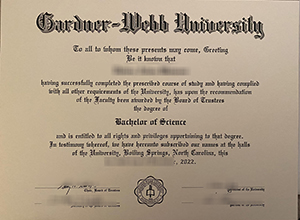 Gardner-Webb University
To all to whom these presents may come, Greeting
Be it known that
having successfully completed the prescribed course of study and having complied
with all other requirements of the University, has upon the recommendation
of the Faculty been awarded by the Board of Trustees
the degree of
Bachelor of Science
and is entitled to all rights and privileges appertaining to that degree.
In testimony whereof, we have hereunto subscribed our names at the halls
of the University, Boiling Springs, North Carolina, this
, 2022.